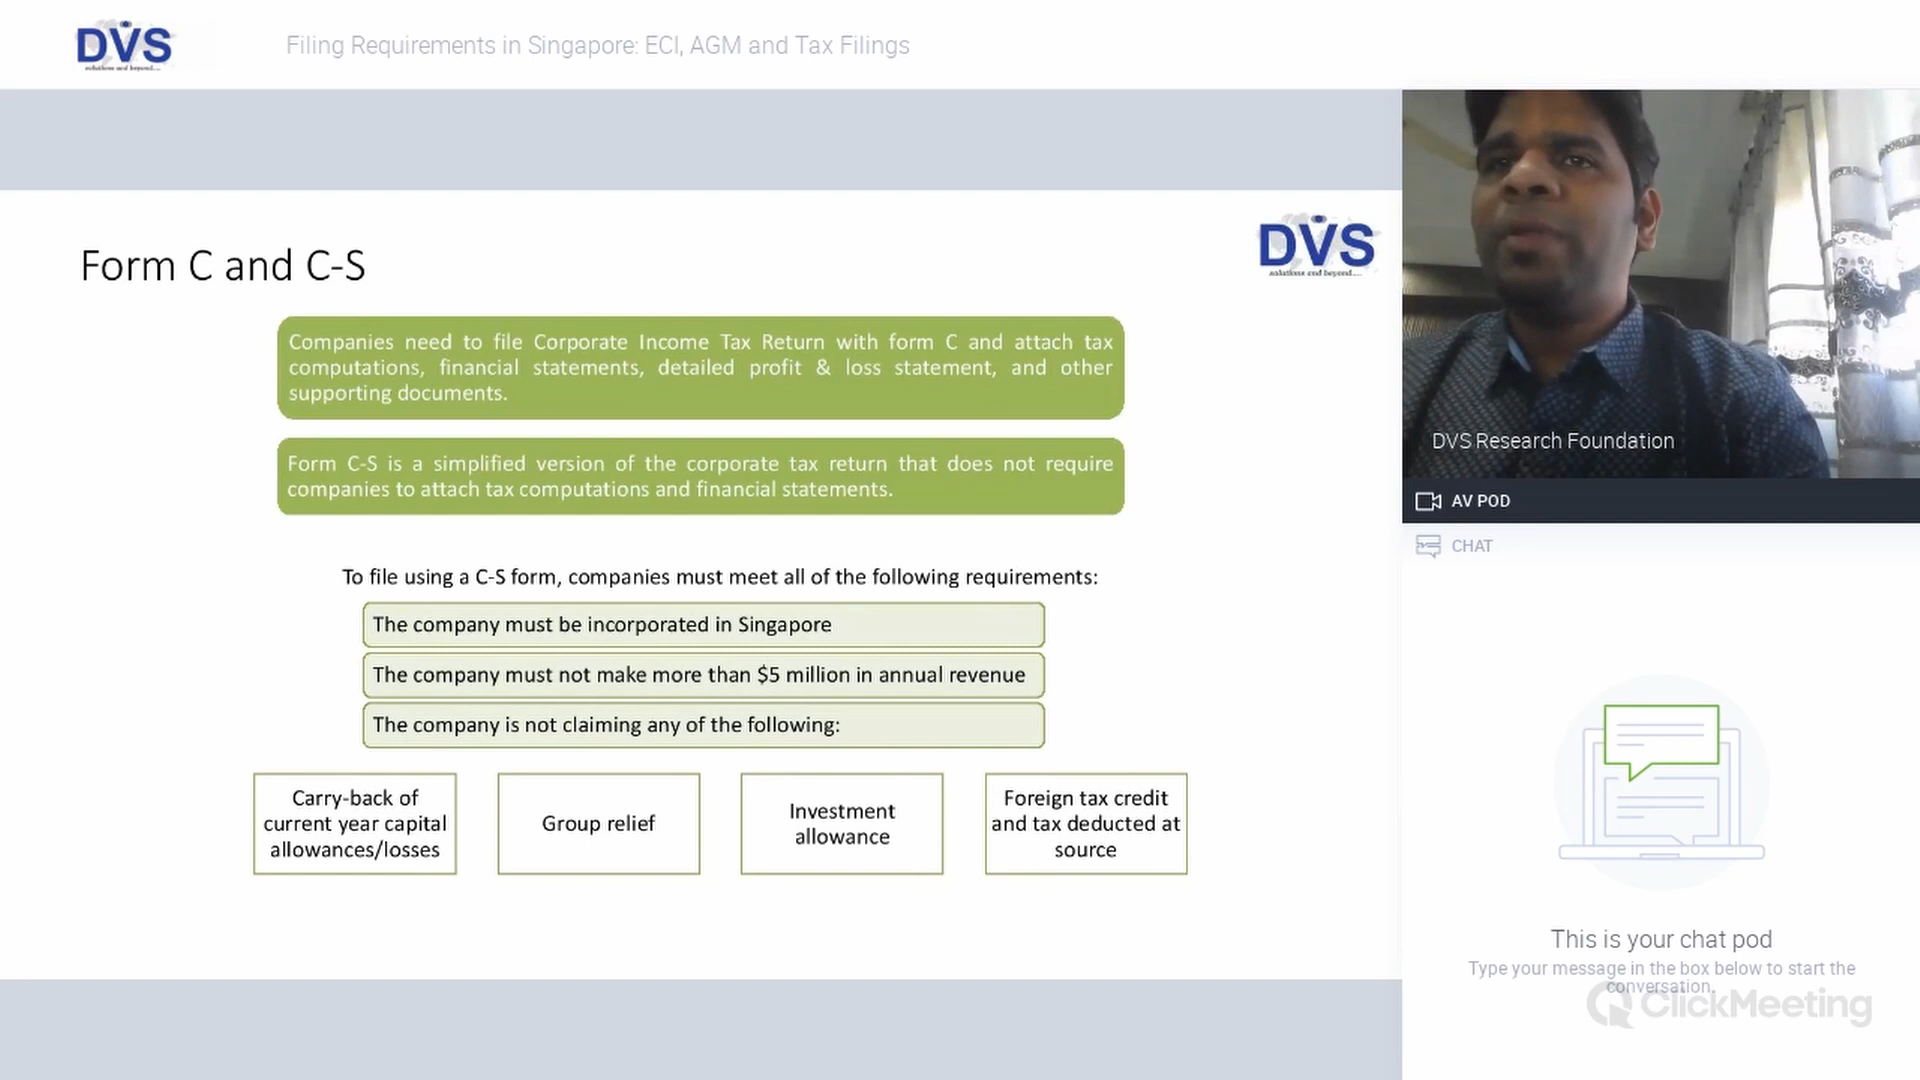 DVS
solutions and beyond....
Filing Requirements in Singapore: ECI, AGM and Tax Filings
DVS
solutions and beyond....
Form C and C-S
Companies need to file Corporate Income Tax Return with form C and attach tax
computations, financial statements, detailed profit & loss statement, and other
supporting documents.
Form C-S is a simplified version of the corporate tax return that does not require
companies to attach tax computations and financial statements.
To file using a C-S form, companies must meet all of the following requirements:
The company must be incorporated in Singapore
The company must not make more than $5 million in annual revenue
The company is not claiming any of the following:
Carry-back of
current year capital
allowances/losses
Group relief
Investment
allowance
Foreign tax credit
and tax deducted at
source
DVS Research Foundation
AV POD
CHAT
This is your chat pod
Type your message in the box below to start the
conversation.
ClickMeeting